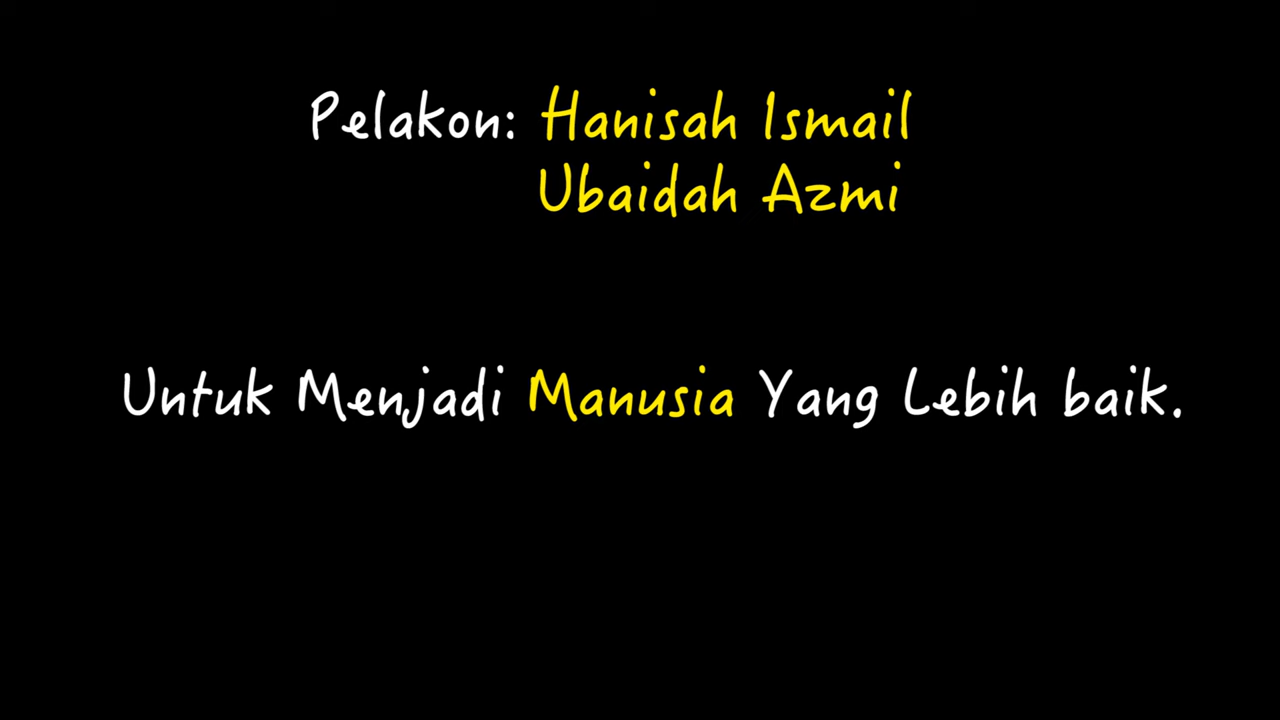 Pelakon: Hanisah Ismail
Ubaidah Azmi
Untuk Menjadi Manusia Yang Lebih baik.